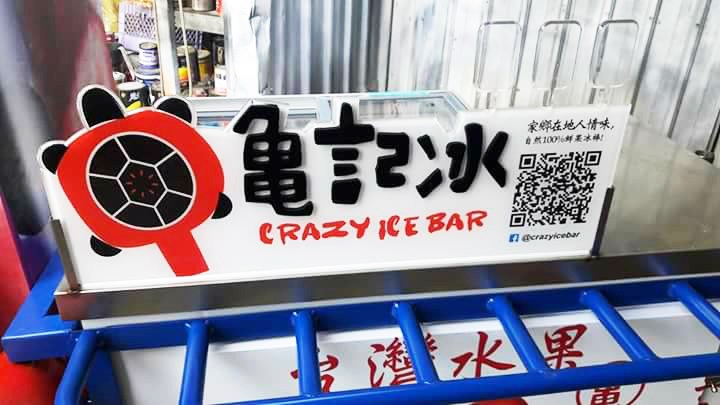 亀記冰
CRAZY ICE BAR
家鄉在地人情味,
自然100%鮮果冰棒!
@crazyicebar
台灣水果